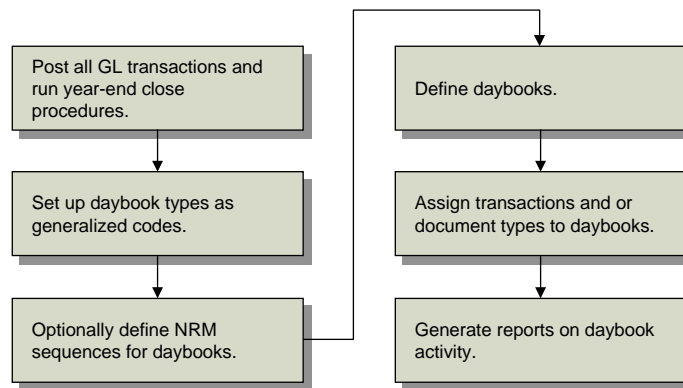 Post all GL transactions and
run year-end close
procedures.
Set up daybook types as
generalized codes.
Optionally define NRM
sequences for daybooks.
Define daybooks.
Assign transactions and or
document types to daybooks.
Generate reports on daybook
activity.